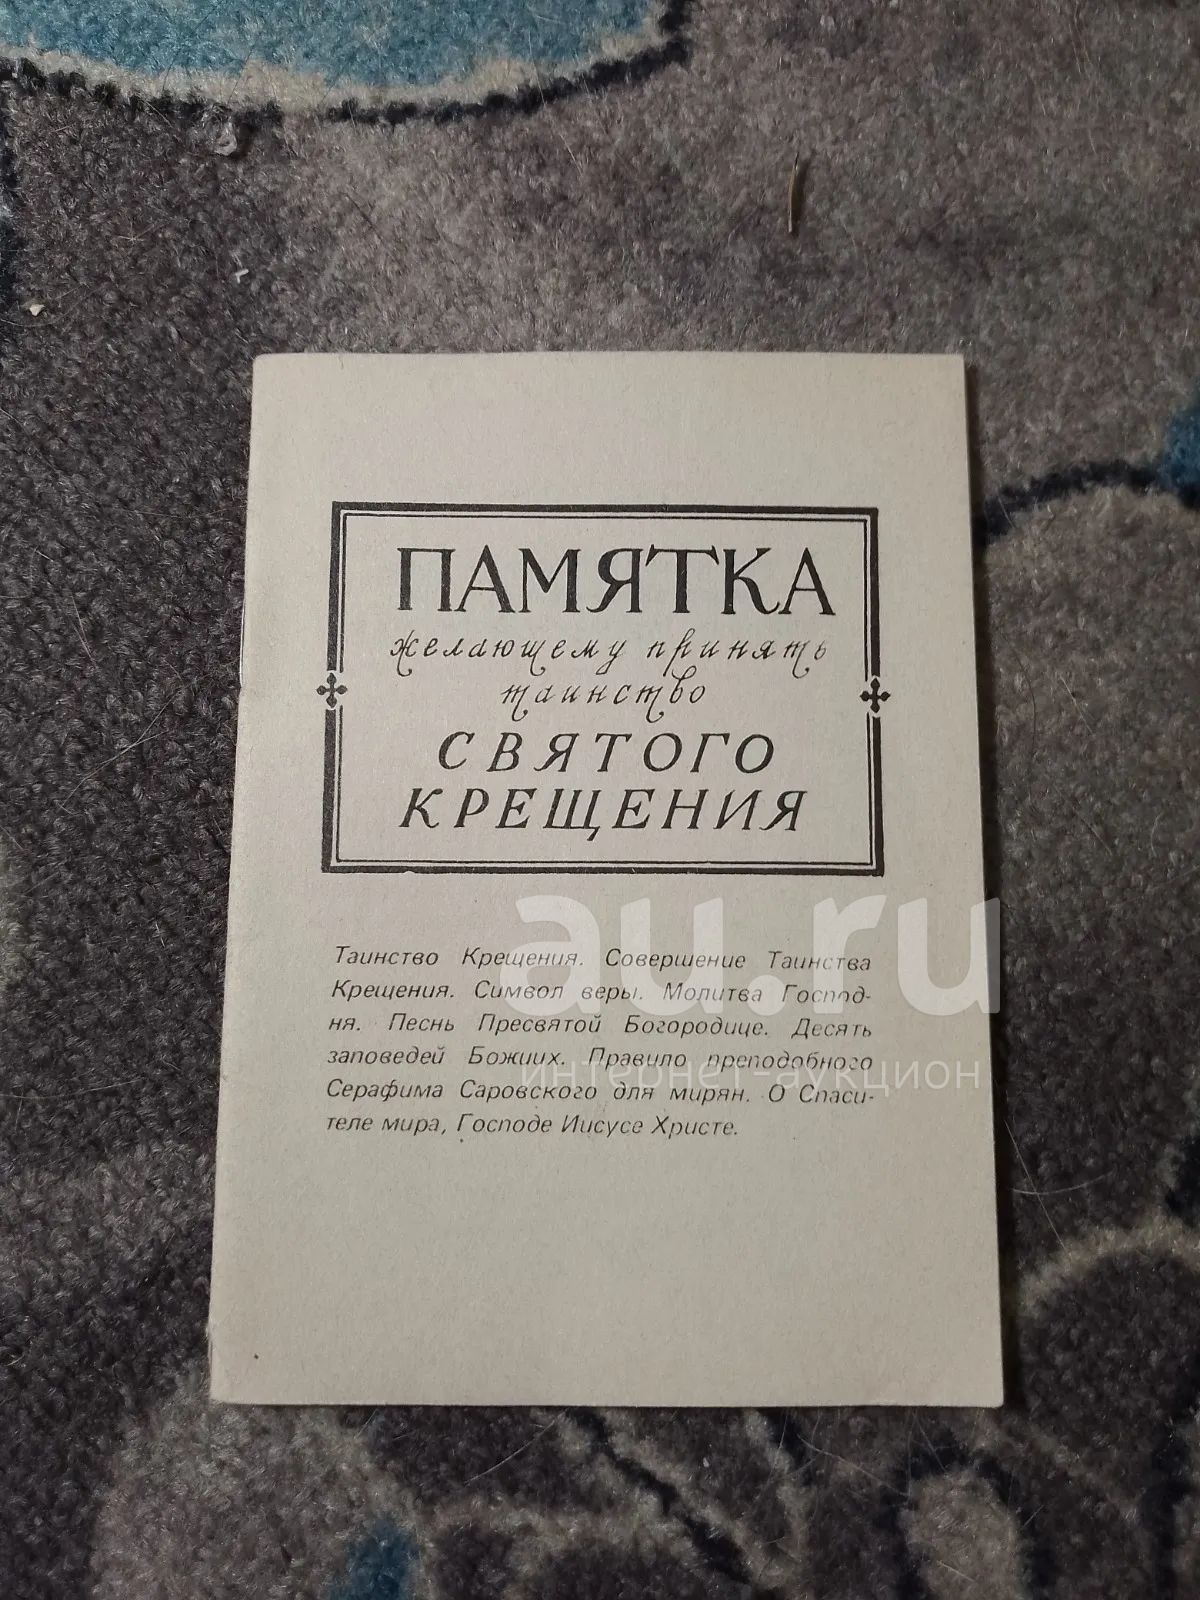 ПАМЯТКА
желающему принять
таинство
СВЯТОГО
КРЕЩЕНИЯ
au.ru
Таинство Крещения. Совершение Таинства
Крещения. Символ веры. Молитва Господ-
ня. Песнь Пресвятой Богородице. Десять
заповедей Божиих. Правило преподобного
интернет-аукцион
Серафима Саровского для мирян. О Спаси-
теле мира, Господе Иисусе Христе.